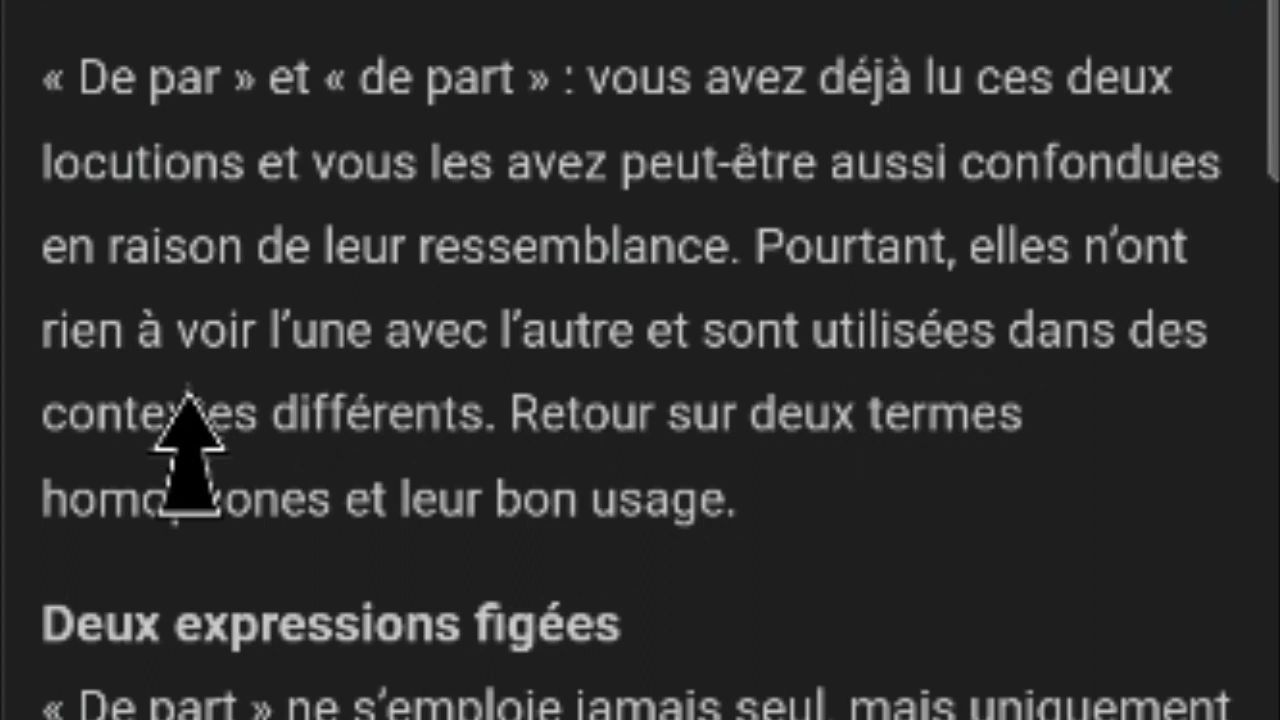 « De par » et « de part » : vous avez déjà lu ces deux
locutions et vous les avez peut-être aussi confondues
en raison de leur ressemblance. Pourtant, elles n’ont
rien à voir l’une avec l’autre et sont utilisées dans des
contextes différents. Retour sur deux termes
homophones et leur bon usage.
Deux expressions figées
« De part » ne s’emploie jamais seul, mais uniquement